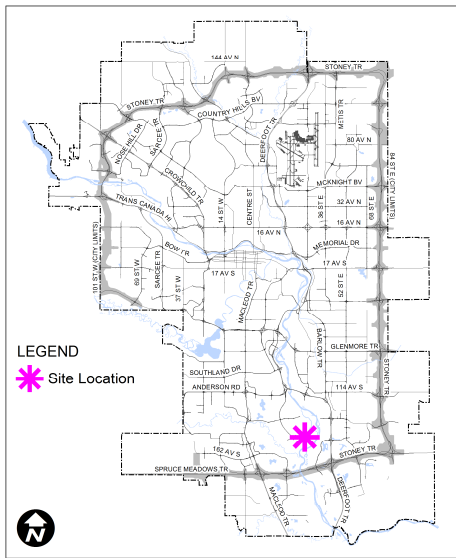 144 AV N
STONEY TR
STONEY TR
COUNTRY HILLS BV
METIS TR
NOSE HILL DR
SARCEE TR
DEERFOOT TR
80 AV N
CROWCHILD TR
MCKNIGHT BV
84 ST E (CITY LIMITS)
TRANS CANADA HI
14 ST W
CENTRE ST
36 ST E
32 AV N
68 ST E
16 AV N
16 AV N
BOW TR
MEMORIAL DR
101 ST W (CITY LIMITS)
69 ST W
SARCEE TR
37 ST W
17 AV S
17 AV S
52 ST E
MACLEOD TR
BARLOW TR
LEGEND
GLENMORE TR
STONEY TR
Site Location
SOUTHLAND DR
ANDERSON RD
114 AV S
162 AV S
STONEY TR
SPRUCE MEADOWS TR
MACLEOD TR
DEERFOOT TR
N